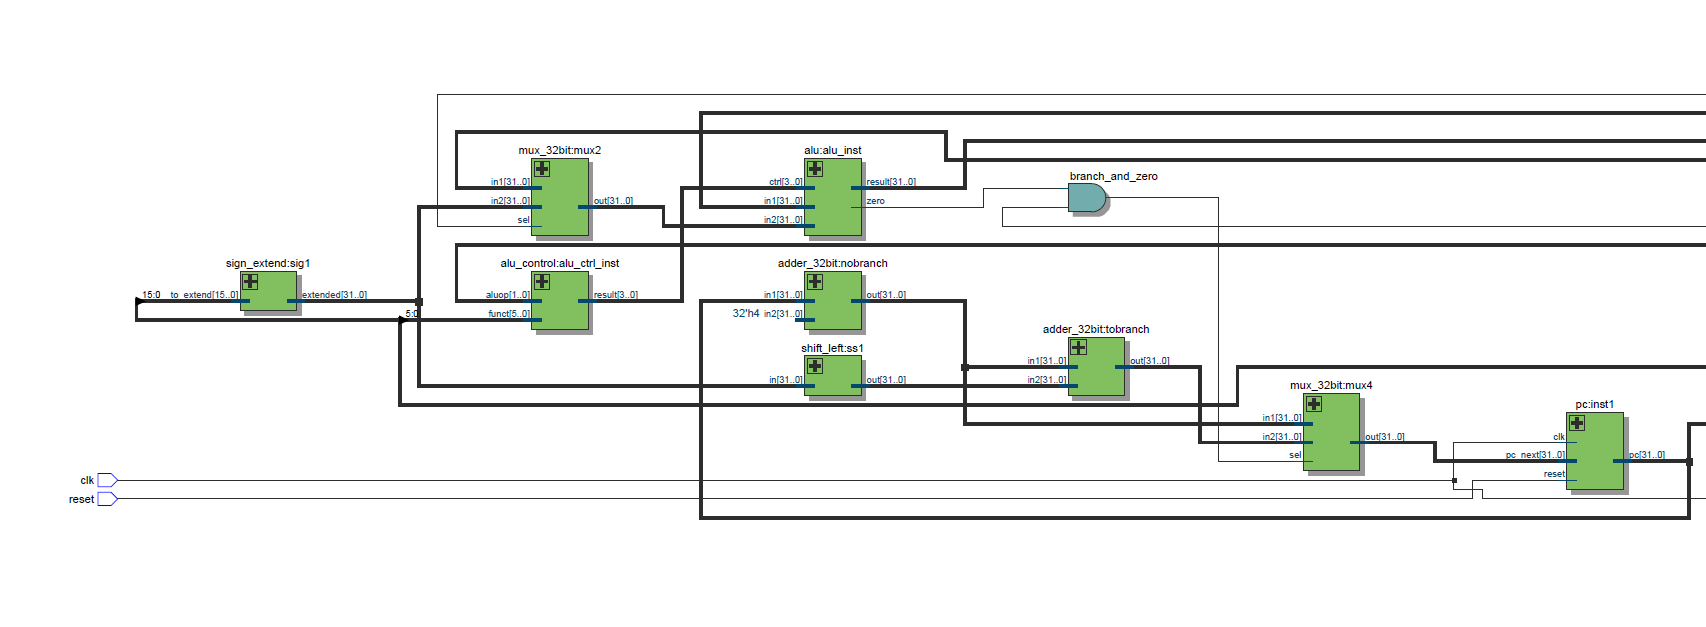 mux_32bit:mux2
in1[31..0]
in2[31..0]
sel
out[31..0]
alu:alu_inst
ctrl[3..0]
in1[31..0]
in2[31..0]
result[31..0]
zero
branch_and_zero
sign_extend:sig1
15:0
to_extend[15..0]
extended[31..0]
5:0
alu_control:alu_ctrl_inst
aluop[1..0]
funct[5..0]
result[3..0]
adder_32bit:nobranch
in1[31..0]
32'h4
in2[31..0]
out[31..0]
shift_left:ss1
in[31..0]
out[31..0]
adder_32bit:tobranch
in1[31..0]
in2[31..0]
out[31..0]
mux_32bit:mux4
in1[31..0]
in2[31..0]
sel
out[31..0]
pc:inst1
clk
pc_next[31..0]
reset
pc[31..0]
clk
reset